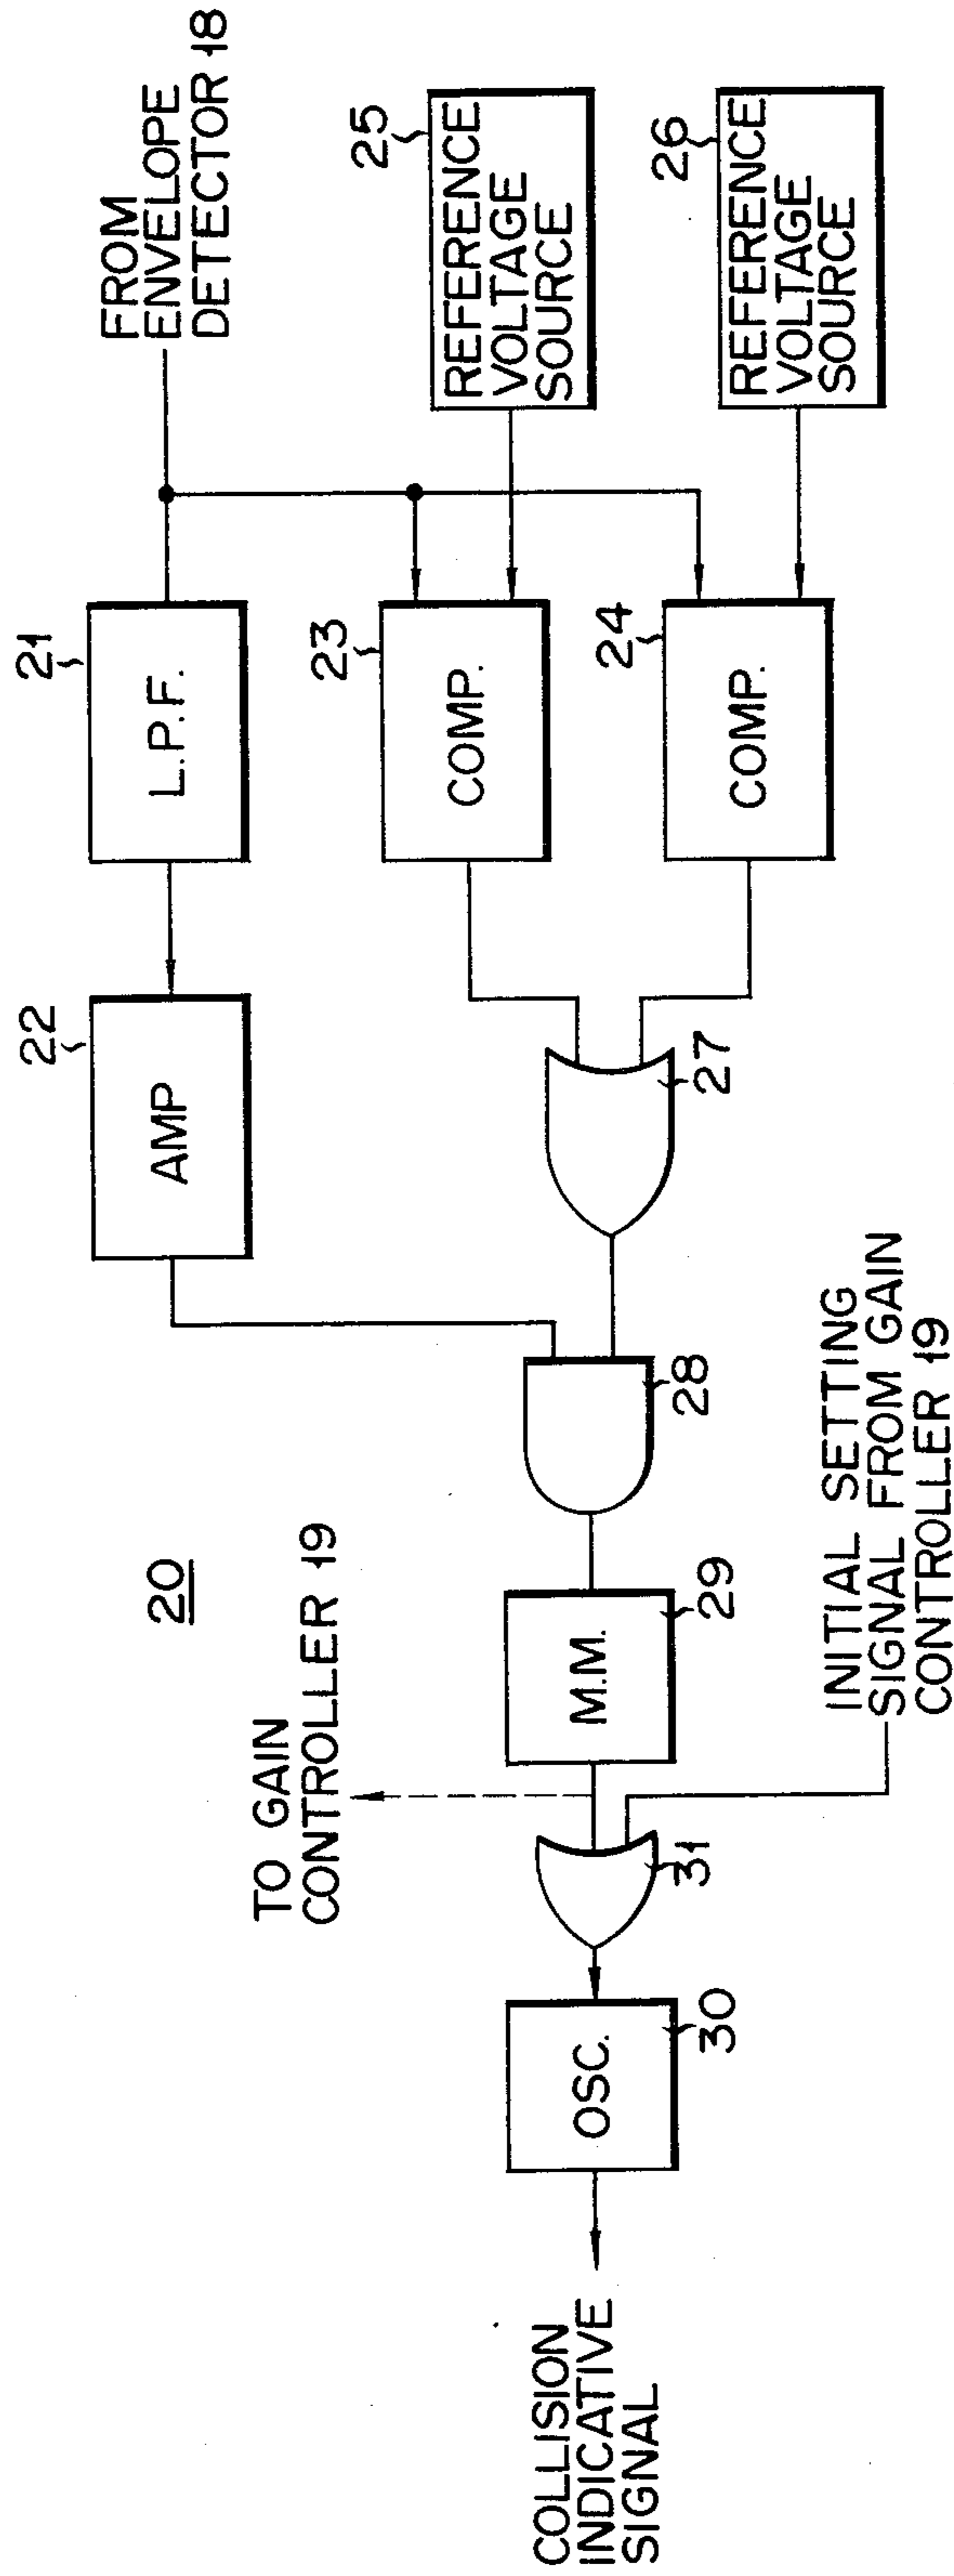 20
FROM
ENVELOPE
DETECTOR 18
21
L.P.F.
22
AMP
25
REFERENCE
VOLTAGE
SOURCE
23
COMP.
26
REFERENCE
VOLTAGE
SOURCE
24
COMP.
27
28
29
M.M.
TO GAIN
CONTROLLER 19
INITIAL SETTING
SIGNAL FROM GAIN
CONTROLLER 19
31
30
OSC.
COLLISION
INDICATIVE
SIGNAL